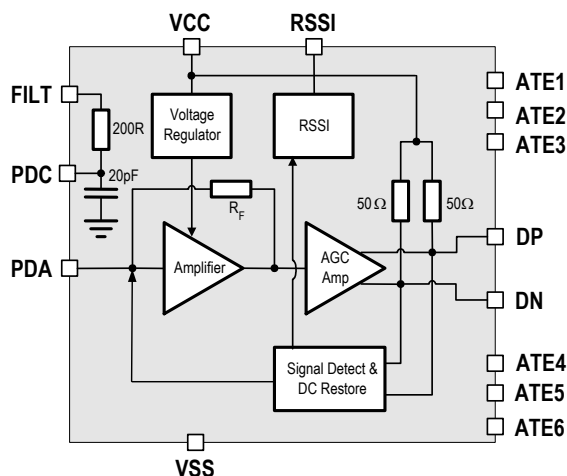 VCC
RSSI
FILT
ATE1
ATE2
ATE3
200R
Voltage
Regulator
RSSI
PDC
20pF
50Ω
50Ω
R_F
DP
PDA
Amplifier
AGC
Amp
DN
Signal Detect &
DC Restore
ATE4
ATE5
ATE6
VSS